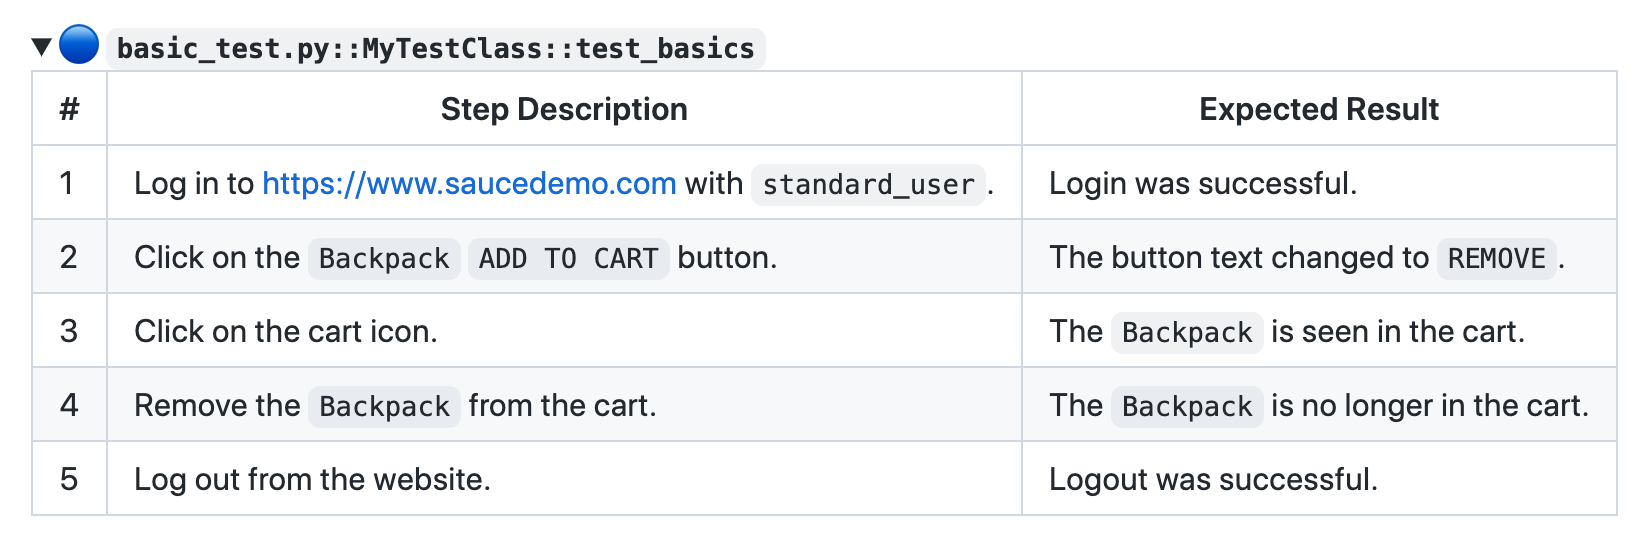 basic_test.py::MyTestClass::test_basics
# Step Description Expected Result
1 Log in to https://www.saucedemo.com with standard_user. Login was successful.
2 Click on the Backpack ADD TO CART button. The button text changed to REMOVE.
3 Click on the cart icon. The Backpack is seen in the cart.
4 Remove the Backpack from the cart. The Backpack is no longer in the cart.
5 Log out from the website. Logout was successful.